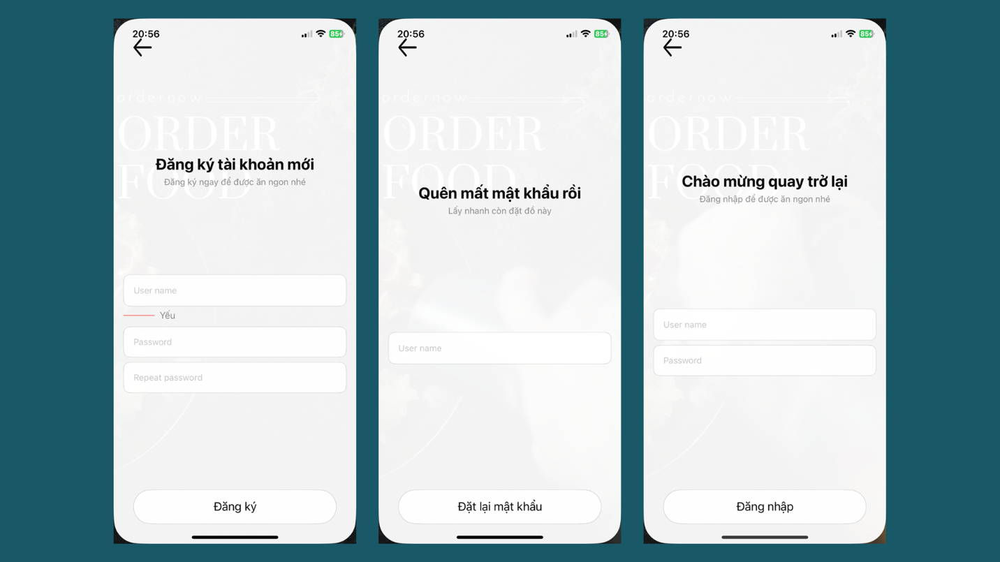 20:56
85
ordernow
ORDER
FOOD
Đăng ký tài khoản mới
Đăng ký ngay để được ăn ngon nhé
User name
Yếu
Password
Repeat password
Đăng ký
20:56
85
ordernow
ORDER
FOOD
Quên mất mật khẩu rồi
Lấy nhanh còn đặt đồ này
User name
Đặt lại mật khẩu
20:56
85
ordernow
ORDER
FOOD
Chào mừng quay trở lại
Đăng nhập để được ăn ngon nhé
User name
Password
Đăng nhập